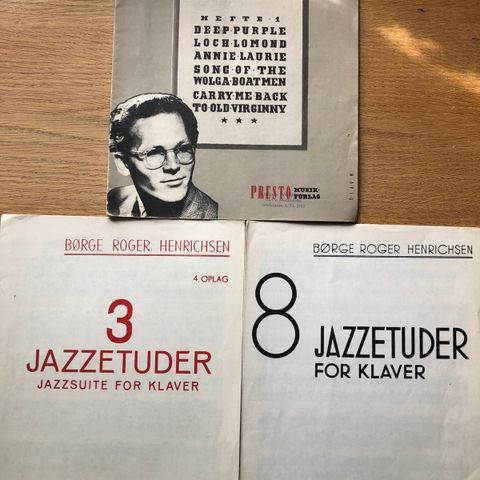 HEFTE · 1
DEEP · PURPLE
LOCH · LOMOND
ANNIE · LAURIE
SONG · OF · THE
WOLGA · BOATMEN
CARRY · ME · BACK
TO · OLD · VIRGINNY
★ ★ ★
PRESTO MUSIK-
FORLAG
BØRGE ROGER HENRICHSEN
4. OPLAG
3
JAZZETUDER
JAZZSUITE FOR KLAVER
BØRGE ROGER HENRICHSEN
8 JAZZETUDER
FOR KLAVER